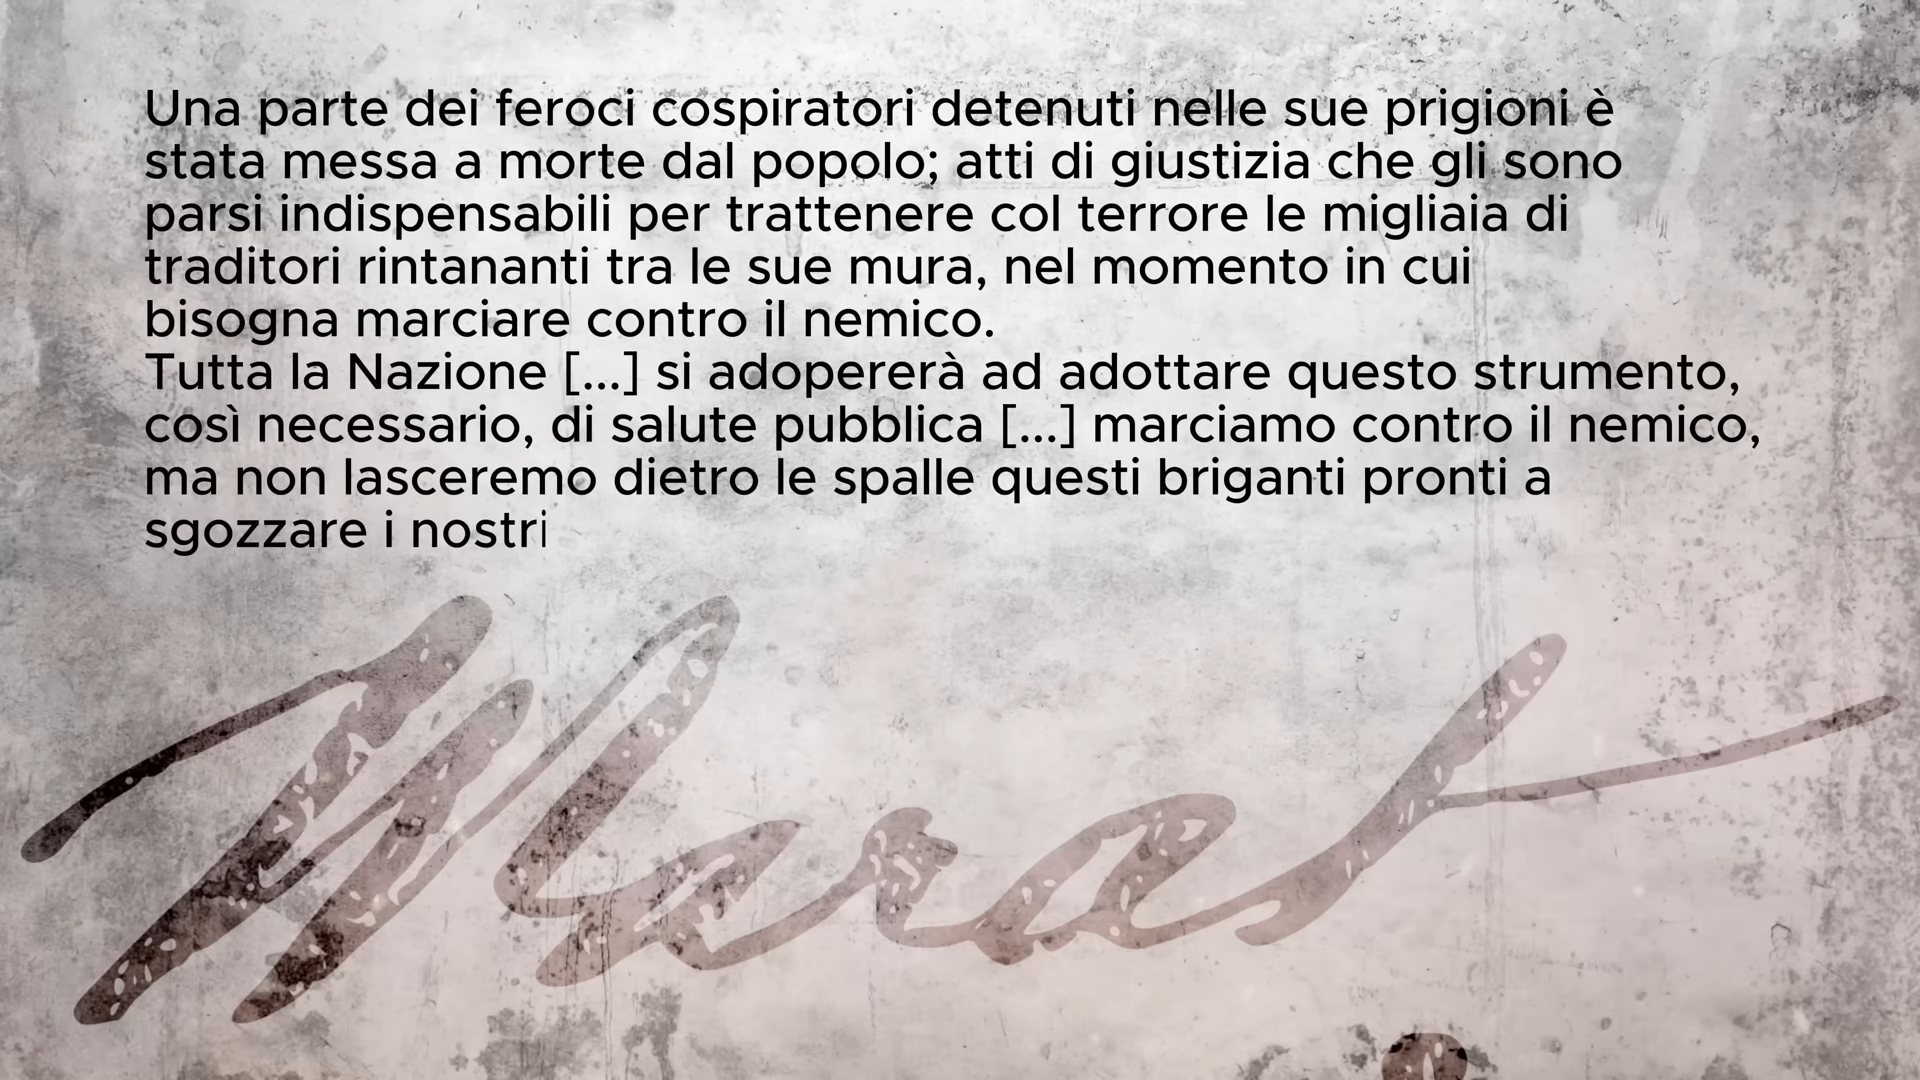 Una parte dei feroci cospiratori detenuti nelle sue prigioni è
stata messa a morte dal popolo; atti di giustizia che gli sono
parsi indispensabili per trattenere col terrore le migliaia di
traditori rintananti tra le sue mura, nel momento in cui
bisogna marciare contro il nemico.
Tutta la Nazione [...] si adopererà ad adottare questo strumento,
così necessario, di salute pubblica [...] marciamo contro il nemico,
ma non lasceremo dietro le spalle questi briganti pronti a
sgozzare i nostri
Marat